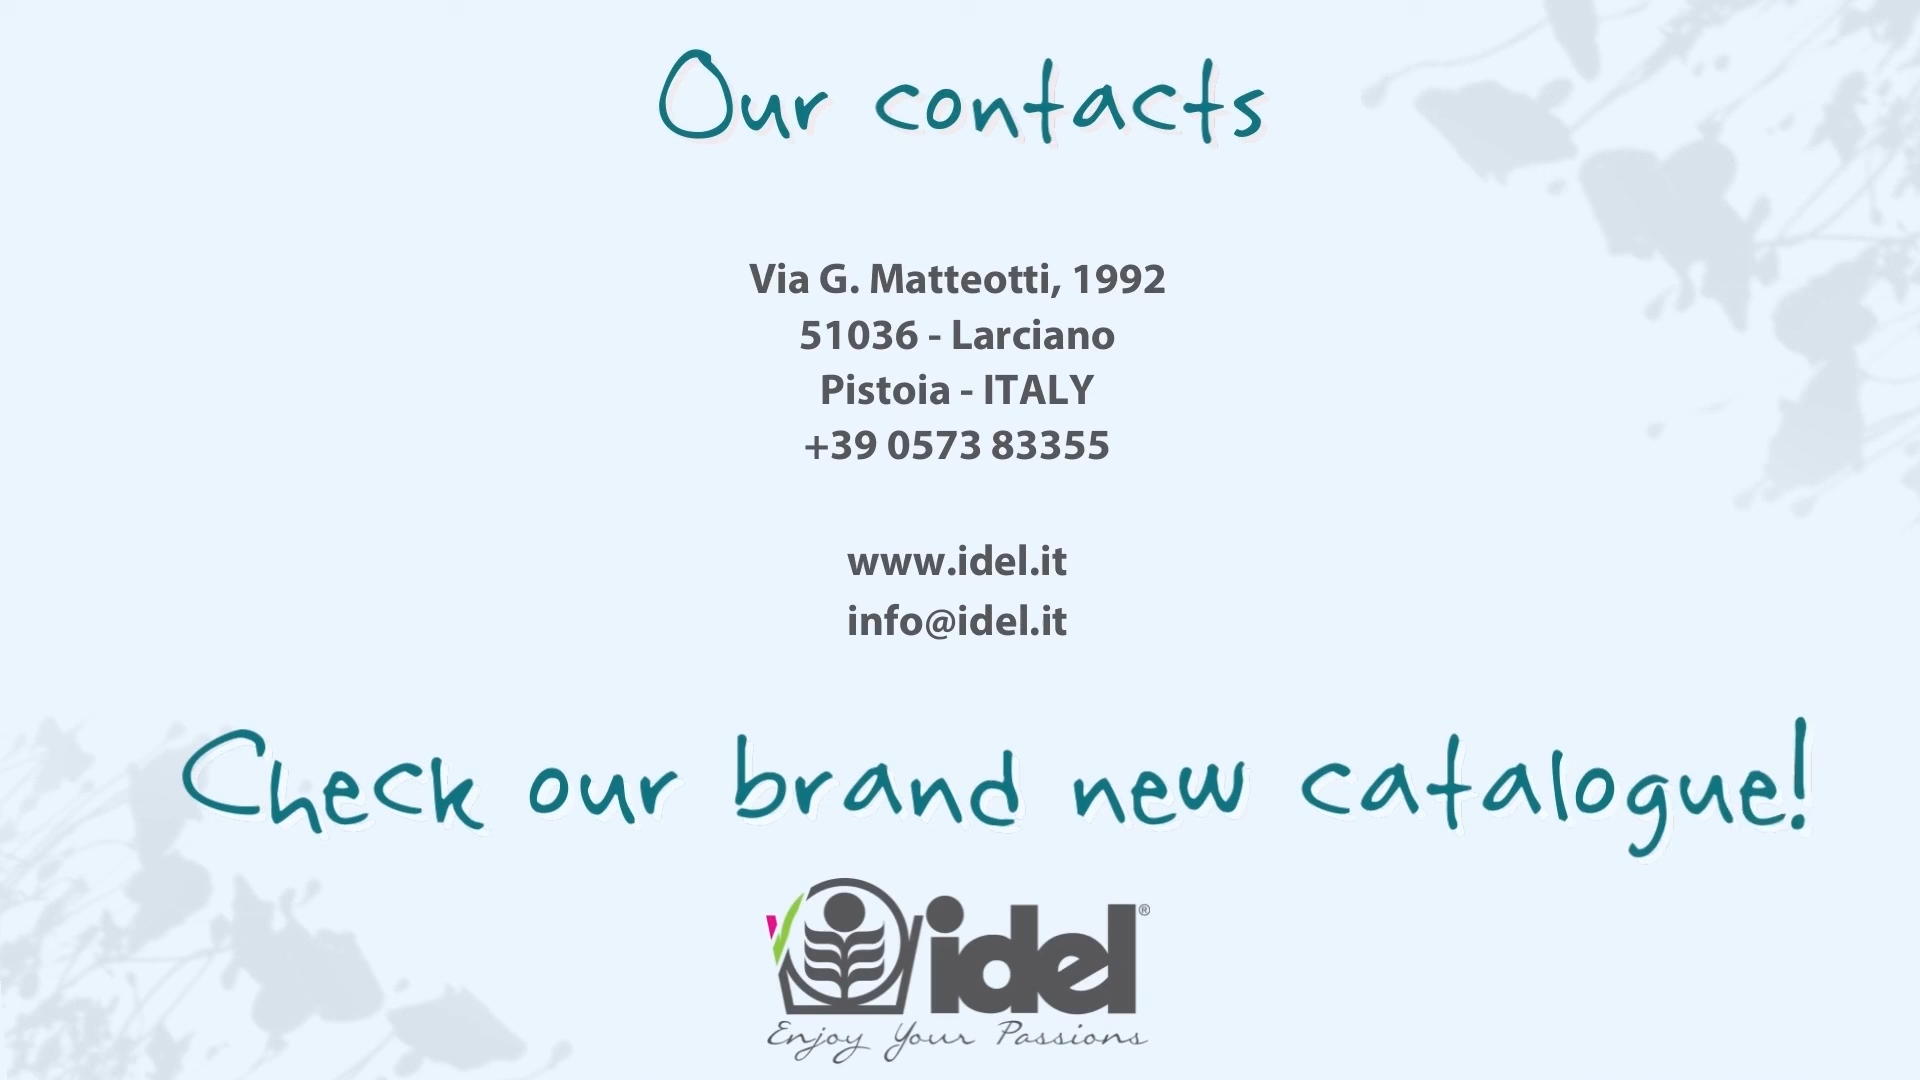 Our contacts
Via G. Matteotti, 1992
51036 - Larciano
Pistoia - ITALY
+39 0573 83355
www.idel.it
info@idel.it
Check our brand new catalogue!
idel®
Enjoy Your Passions